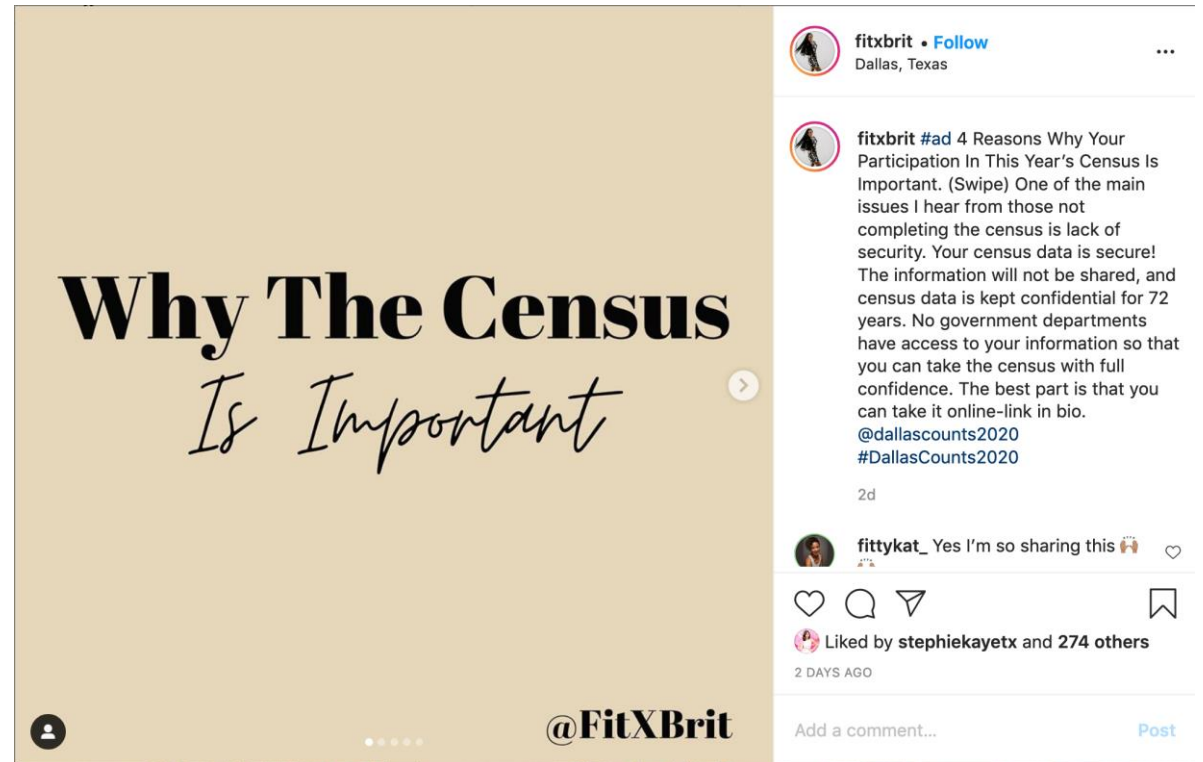 Why The Census
Is Important
@FitXBrit
fitxbrit • Follow
Dallas, Texas
fitxbrit #ad 4 Reasons Why Your
Participation In This Year's Census Is
Important. (Swipe) One of the main
issues I hear from those not
completing the census is lack of
security. Your census data is secure!
The information will not be shared, and
census data is kept confidential for 72
years. No government departments
have access to your information so that
you can take the census with full
confidence. The best part is that you
can take it online-link in bio.
@dallascounts2020
#DallasCounts2020
2d
fittykat_ Yes I'm so sharing this 🙌🏽
Liked by stephiekayetx and 274 others
2 DAYS AGO
Add a comment...
Post